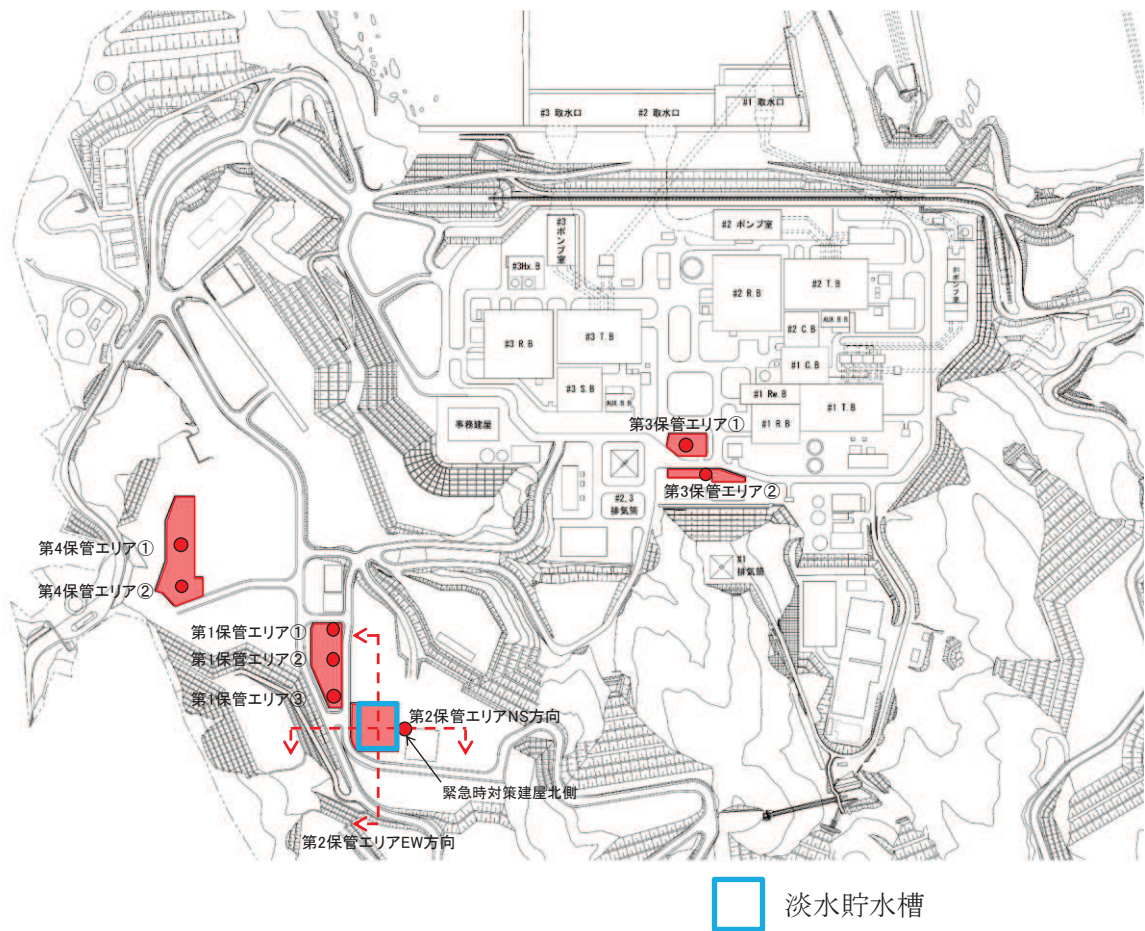 #3 取水口
#2 取水口
#1 取水口
#3 ポンプ室
#2 ポンプ室
#3Hx.B
#2 R.B
#2 T.B
#3 R.B
#3 T.B
#2 C.B
AUX.B B
#1 C.B
#3 S.B
AUX.B B
#1 Rw.B
#1 T.B
#1 R.B
事務建屋
第3保管エリア①
第3保管エリア②
#2,3
排気筒
#1
排気筒
第4保管エリア①
第4保管エリア②
第1保管エリア①
第1保管エリア②
第1保管エリア③
第2保管エリアNS方向
緊急時対策建屋北側
第2保管エリアEW方向
淡水貯水槽